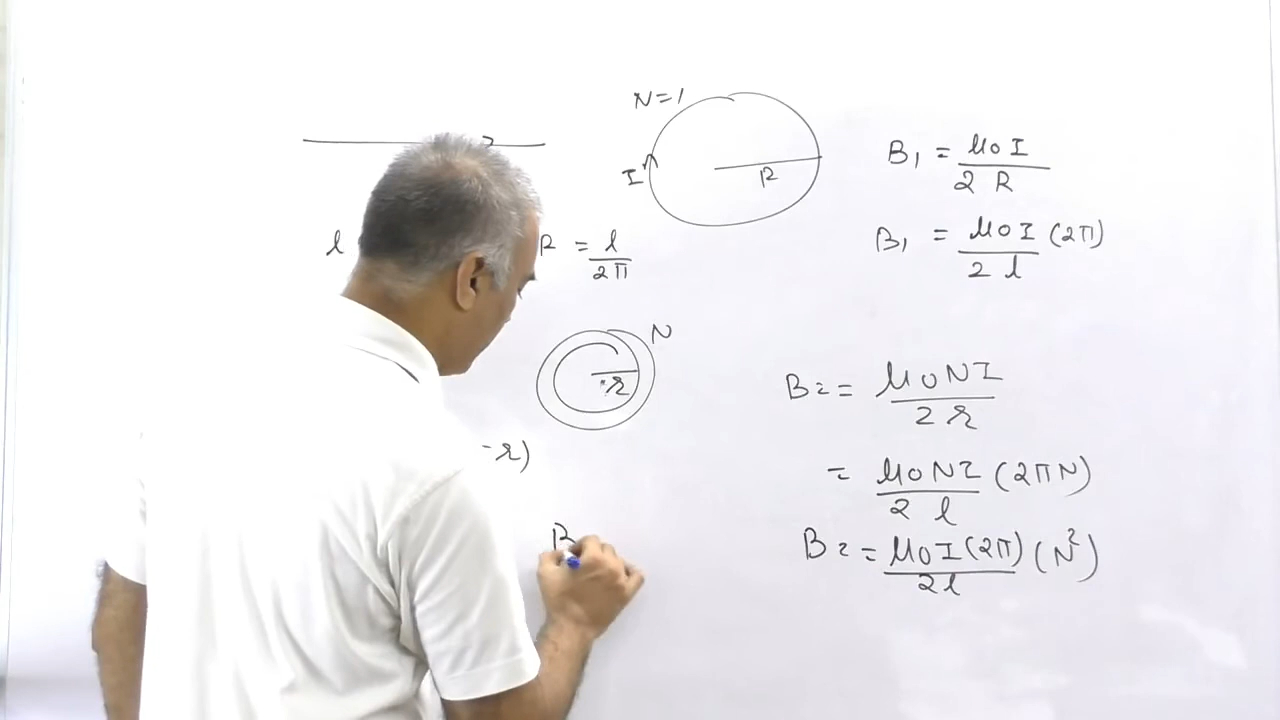 N=1
I
R
B₁ = μ₀I / 2R
l
R = l / 2π
B₁ = μ₀I / 2l (2π)
N
r
B₂ = μ₀NI / 2r
r)
= μ₀NI / 2l (2πN)
B
B₂ = μ₀I(2π) / 2l (N²)